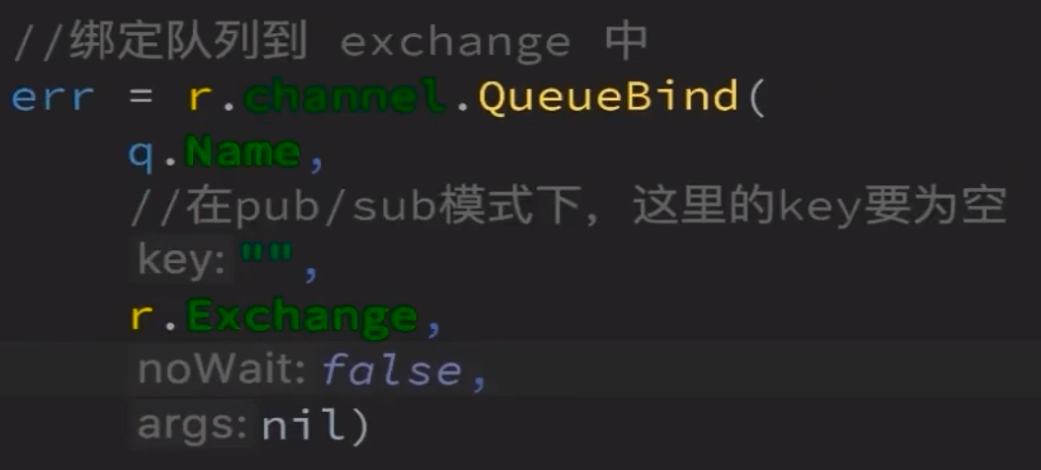 //绑定队列到 exchange 中
err = r.channel.QueueBind(
q.Name,
//在pub/sub模式下，这里的key要为空
key: "",
r.Exchange,
noWait: false,
args: nil)